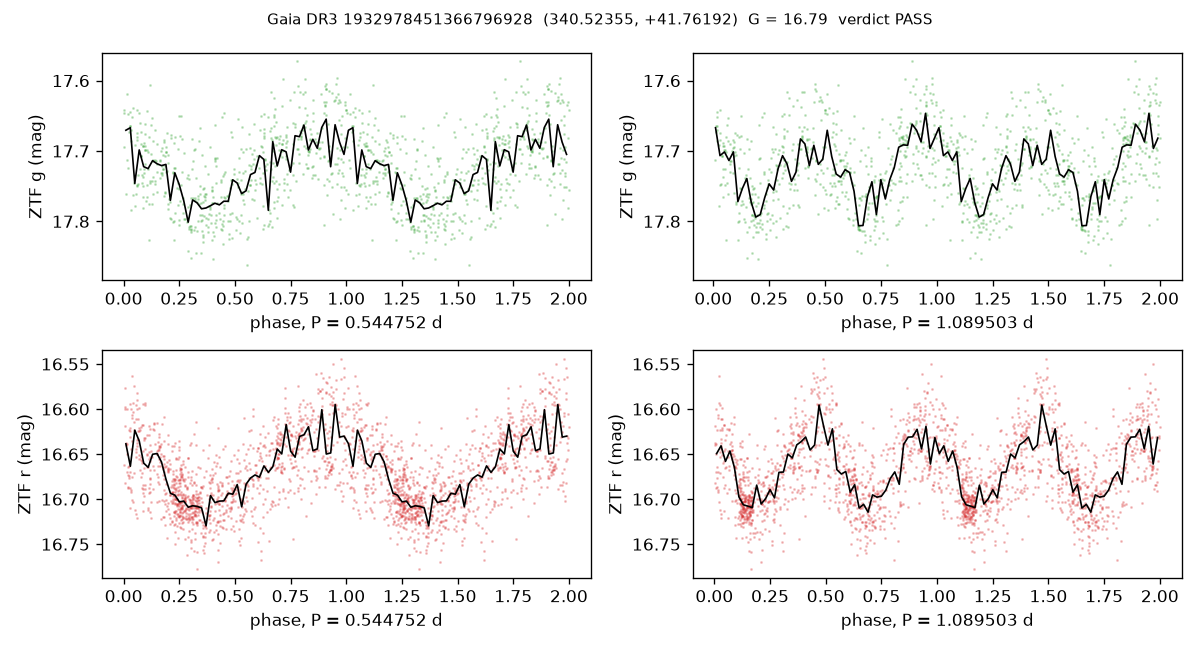 Gaia DR3 1932978451366796928 (340.52355, +41.76192) G = 16.79 verdict PASS
ZTF g (mag)
17.6
17.7
17.8
0.00 0.25 0.50 0.75 1.00 1.25 1.50 1.75 2.00
phase, P = 0.544752 d
ZTF g (mag)
17.6
17.7
17.8
0.00 0.25 0.50 0.75 1.00 1.25 1.50 1.75 2.00
phase, P = 1.089503 d
ZTF r (mag)
16.55
16.60
16.65
16.70
16.75
0.00 0.25 0.50 0.75 1.00 1.25 1.50 1.75 2.00
phase, P = 0.544752 d
ZTF r (mag)
16.55
16.60
16.65
16.70
16.75
0.00 0.25 0.50 0.75 1.00 1.25 1.50 1.75 2.00
phase, P = 1.089503 d